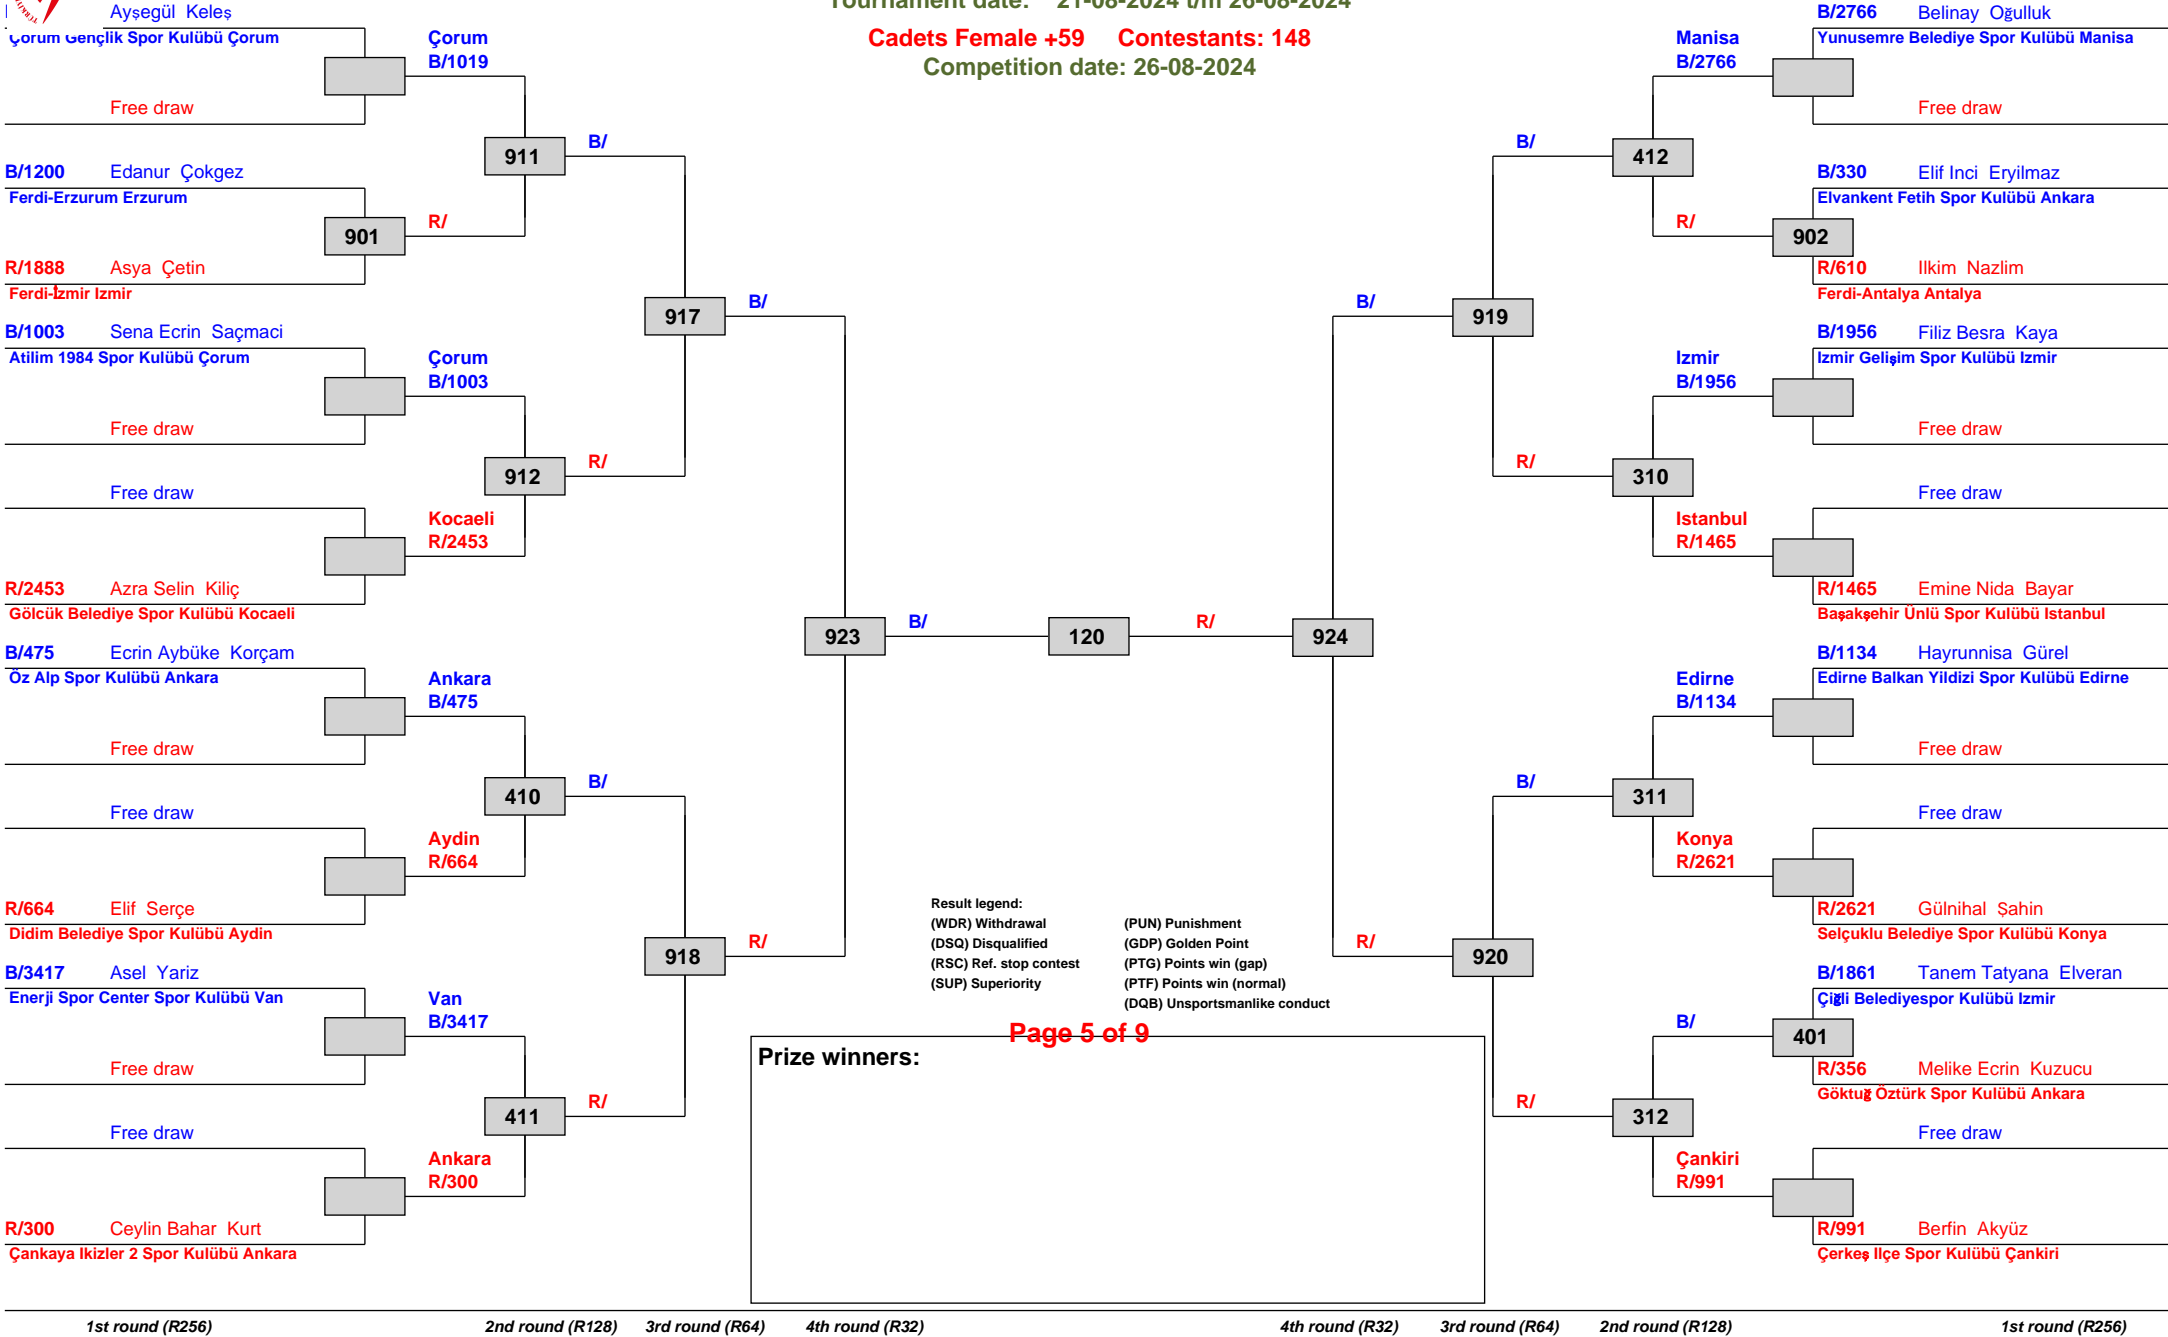 Tournament date: 21-08-2024 t/m 26-08-2024
Cadets Female +59 Contestants: 148
Competition date: 26-08-2024
Ayşegül Keleş
Çorum Gençlik Spor Kulübü Çorum
Free draw
Çorum
B/1019
B/1200 Edanur Çokgez
Ferdi-Erzurum Erzurum
901
R/1888 Asya Çetin
Ferdi-İzmir Izmir
R/
911
B/
B/1003 Sena Ecrin Saçmaci
Atilim 1984 Spor Kulübü Çorum
Free draw
Çorum
B/1003
Free draw
R/2453 Azra Selin Kiliç
Gölcük Belediye Spor Kulübü Kocaeli
Kocaeli
R/2453
912
R/
917
B/
B/475 Ecrin Aybüke Korçam
Öz Alp Spor Kulübü Ankara
Free draw
Ankara
B/475
Free draw
R/664 Elif Serçe
Didim Belediye Spor Kulübü Aydin
Aydin
R/664
410
B/
B/3417 Asel Yariz
Enerji Spor Center Spor Kulübü Van
Free draw
Van
B/3417
Free draw
R/300 Ceylin Bahar Kurt
Çankaya Ikizler 2 Spor Kulübü Ankara
Ankara
R/300
411
R/
918
R/
923
B/
120
R/
924
B/2766 Belinay Oğulluk
Yunusemre Belediye Spor Kulübü Manisa
Free draw
Manisa
B/2766
B/330 Elif Inci Eryilmaz
Elvankent Fetih Spor Kulübü Ankara
902
R/610 Ilkim Nazlim
Ferdi-Antalya Antalya
R/
412
B/
B/1956 Filiz Besra Kaya
Izmir Gelişim Spor Kulübü Izmir
Free draw
Izmir
B/1956
Free draw
R/1465 Emine Nida Bayar
Başakşehir Ünlü Spor Kulübü Istanbul
Istanbul
R/1465
310
R/
919
B/
B/1134 Hayrunnisa Gürel
Edirne Balkan Yildizi Spor Kulübü Edirne
Free draw
Edirne
B/1134
Free draw
R/2621 Gülnihal Şahin
Selçuklu Belediye Spor Kulübü Konya
Konya
R/2621
311
B/
B/1861 Tanem Tatyana Elveran
Çiğli Belediyespor Kulübü Izmir
401
R/356 Melike Ecrin Kuzucu
Göktuğ Öztürk Spor Kulübü Ankara
B/
Free draw
R/991 Berfin Akyüz
Çerkeş Ilçe Spor Kulübü Çankiri
Çankiri
R/991
312
R/
920
R/
Result legend:
(WDR) Withdrawal (PUN) Punishment
(DSQ) Disqualified (GDP) Golden Point
(RSC) Ref. stop contest (PTG) Points win (gap)
(SUP) Superiority (PTF) Points win (normal)
(DQB) Unsportsmanlike conduct
Page 5 of 9
Prize winners:
1st round (R256) 2nd round (R128) 3rd round (R64) 4th round (R32) 4th round (R32) 3rd round (R64) 2nd round (R128) 1st round (R256)